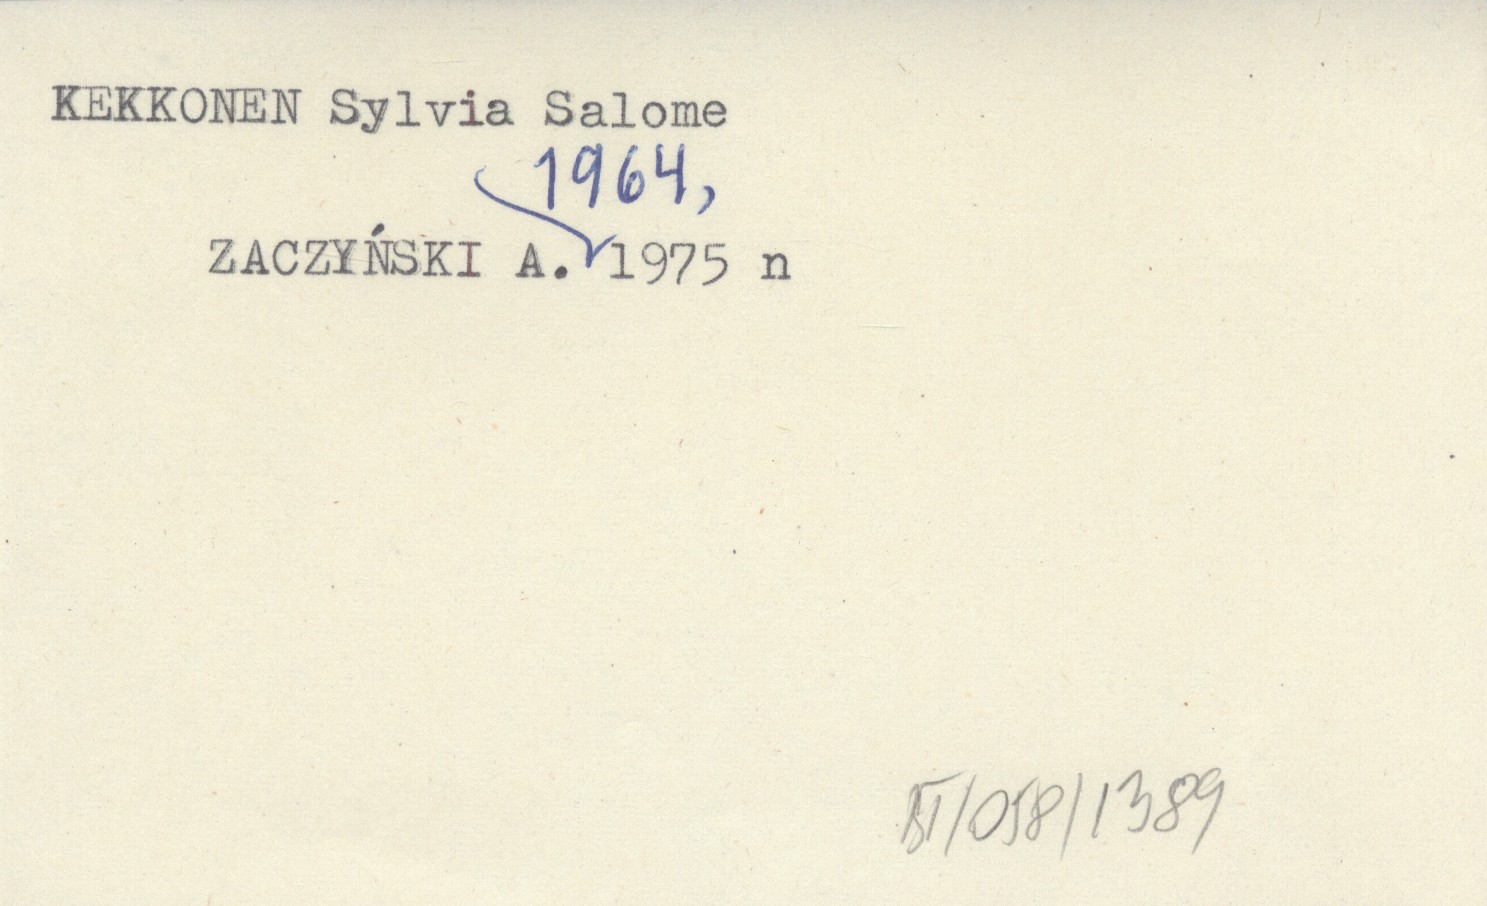 KEKKONEN Sylvia Salome
1964,
ZACZYŃSKI A. 1975 n
BT/058/1389